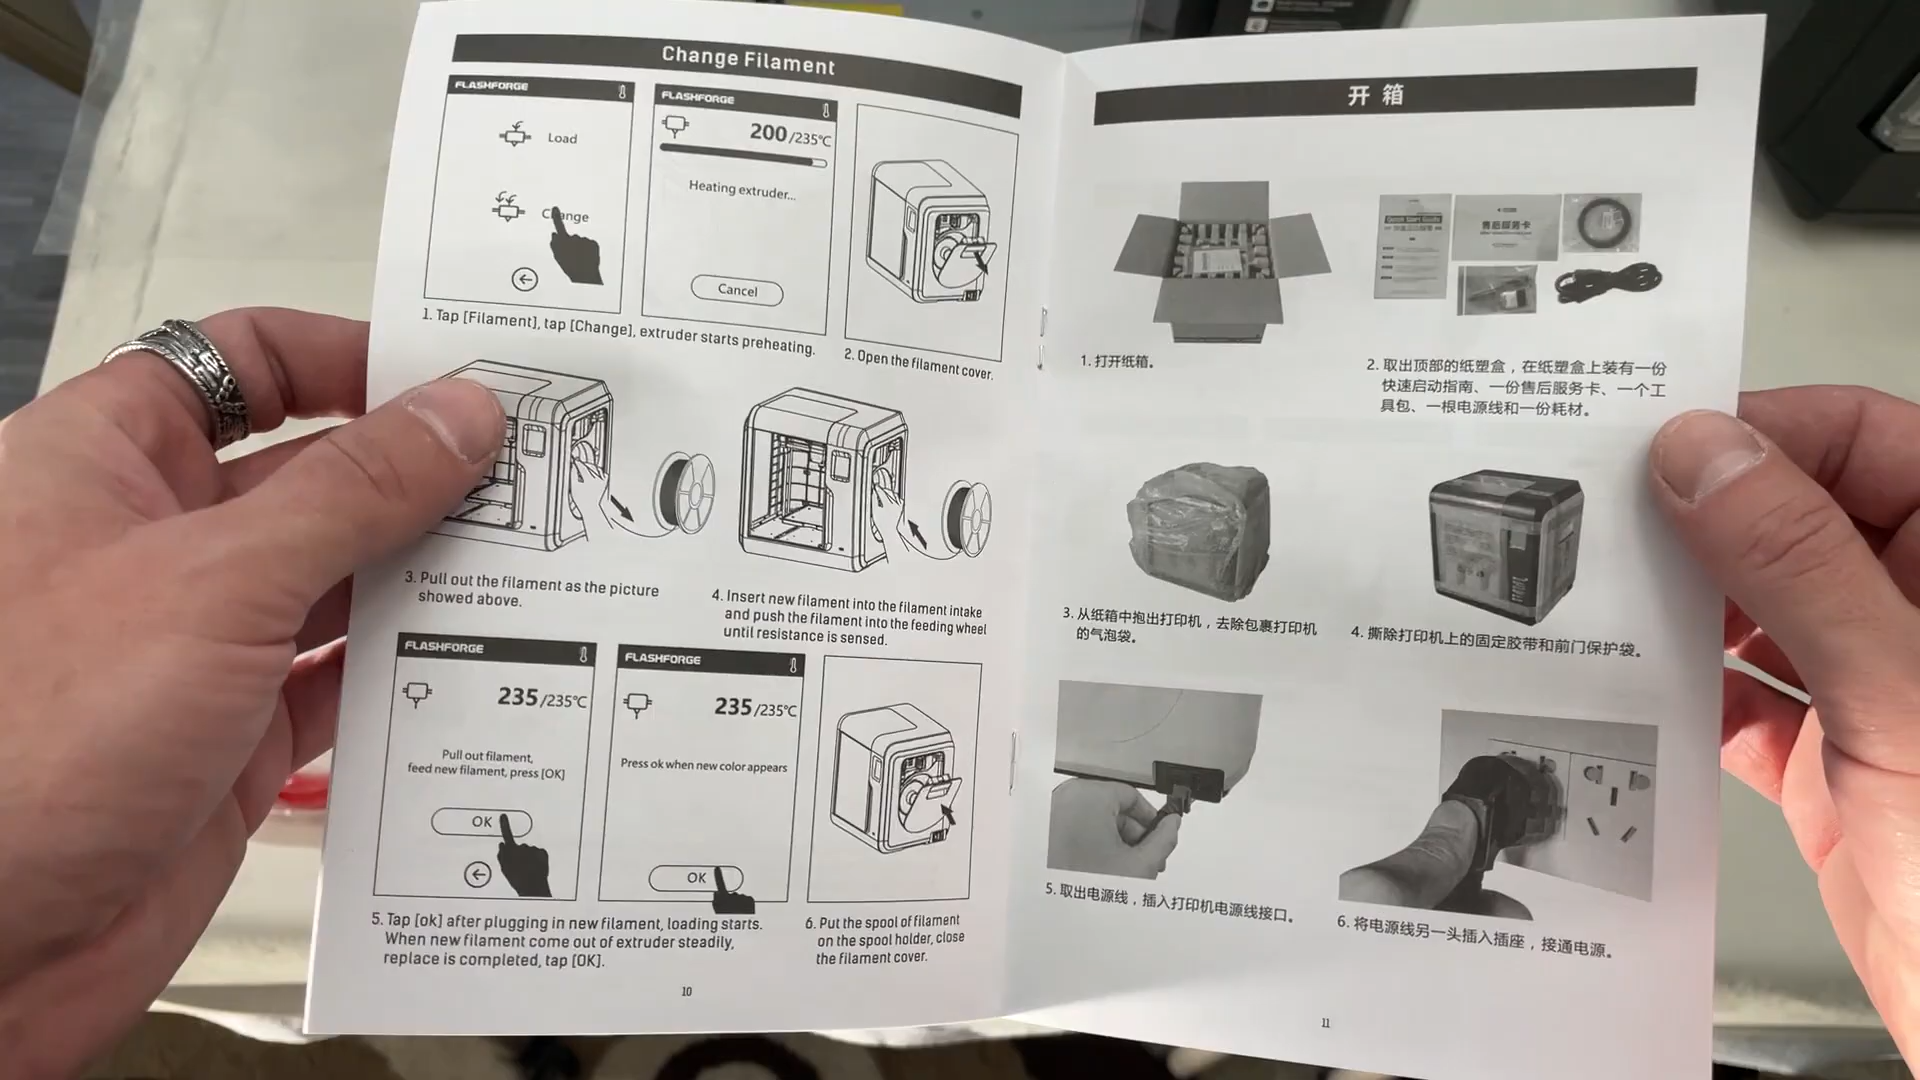 Change Filament
FLASHFORGE
Load
Change
FLASHFORGE
200/235℃
Heating extruder...
Cancel
1. Tap [Filament], tap [Change], extruder starts preheating.
2. Open the filament cover.
3. Pull out the filament as the picture
showed above.
4. Insert new filament into the filament intake
and push the filament into the feeding wheel
until resistance is sensed.
FLASHFORGE
235/235℃
Pull out filament,
feed new filament, press [OK]
OK
FLASHFORGE
235/235℃
Press ok when new color appears
OK
5. Tap [ok] after plugging in new filament, loading starts.
When new filament come out of extruder steadily,
replace is completed, tap [OK].
6. Put the spool of filament
on the spool holder, close
the filament cover.
10
开箱
Quick Start Guide
售后服务卡
1. 打开纸箱。
2. 取出顶部的纸塑盒，在纸塑盒上装有一份
快速启动指南、一份售后服务卡、一个工
具包、一根电源线和一份耗材。
3. 从纸箱中抱出打印机，去除包裹打印机
的气泡袋。
4. 撕除打印机上的固定胶带和前门保护袋。
5. 取出电源线，插入打印机电源线接口。
6. 将电源线另一头插入插座，接通电源。
11